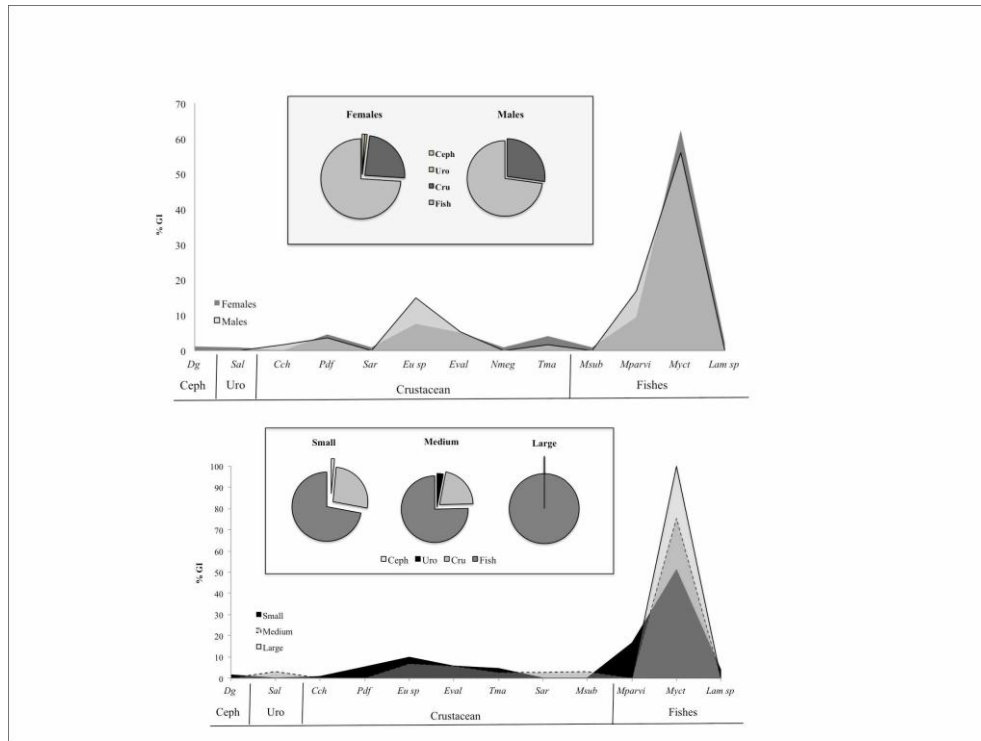 70
60
50
40
30
20
10
0
% GI
Females Males
Ceph
Uro
Cru
Fish
Females
Males
Dg Sal Cch Pdf Sar Eu sp Eval Nmeg Tma Msub Mparvi Myct Lam sp
Ceph Uro Crustacean Fishes
100
90
80
70
60
50
40
30
20
10
0
% GI
Small Medium Large
Ceph Uro Cru Fish
Small
Medium
Large
Dg Sal Cch Pdf Eu sp Eval Tma Sar Msub Mparvi Myct Lam sp
Ceph Uro Crustacean Fishes